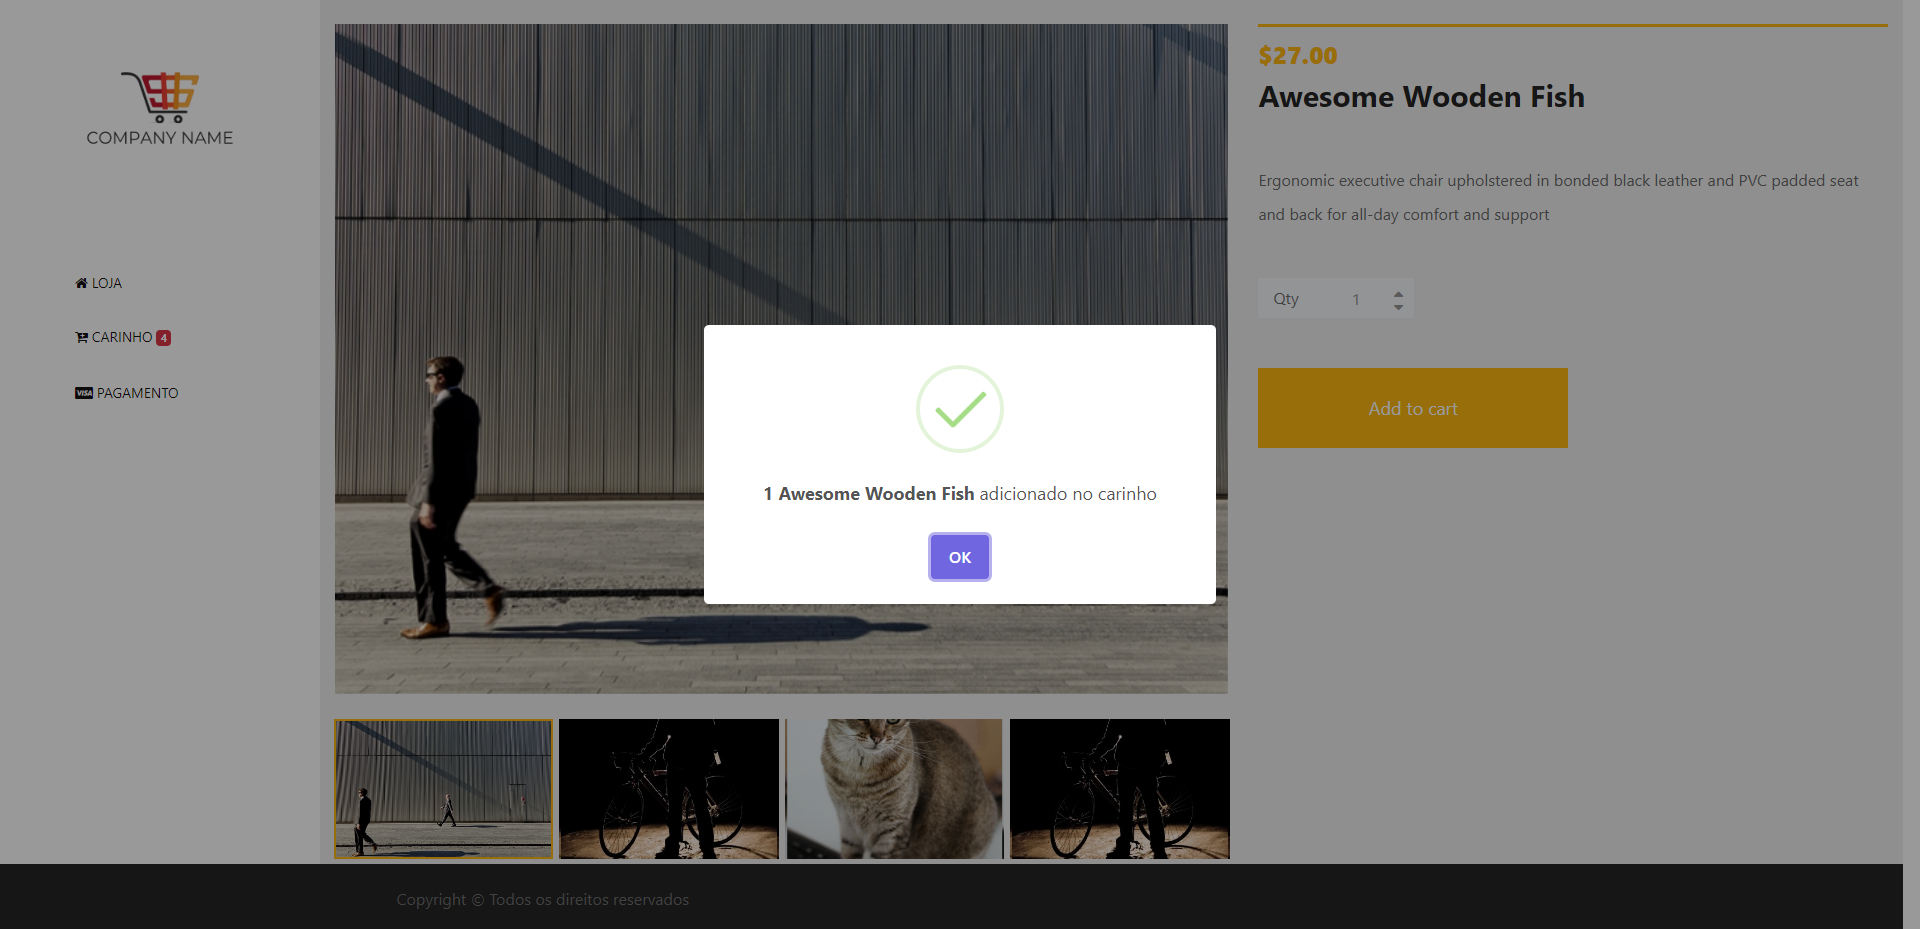 COMPANY NAME
LOJA
CARINHO 4
VISA PAGAMENTO
$27.00
Awesome Wooden Fish
Ergonomic executive chair upholstered in bonded black leather and PVC padded seat
and back for all-day comfort and support
Qty 1
Add to cart
1 Awesome Wooden Fish adicionado no carinho
OK
Copyright © Todos os direitos reservados